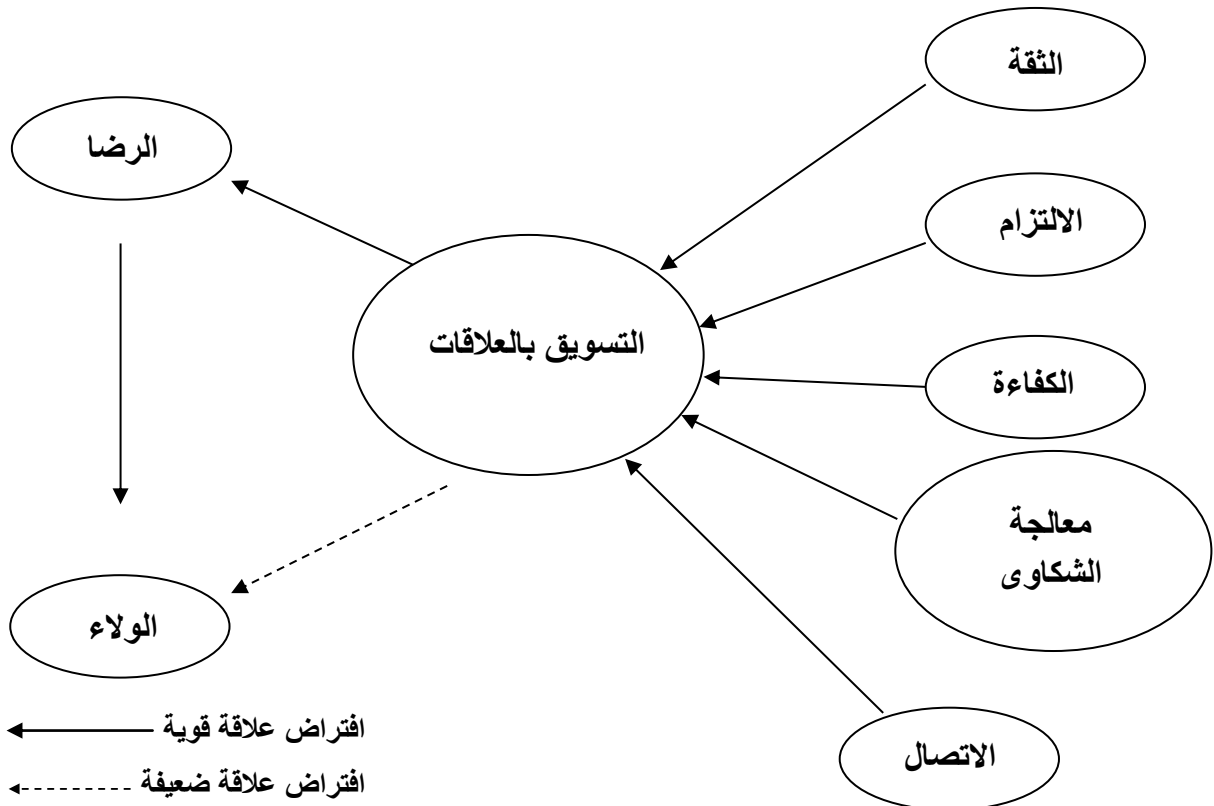 الثقة
الرضا
الالتزام
التسويق بالعلاقات
الكفاءة
معالجة
الشكاوى
الولاء
الاتصال
افتراض علاقة قوية
افتراض علاقة ضعيفة